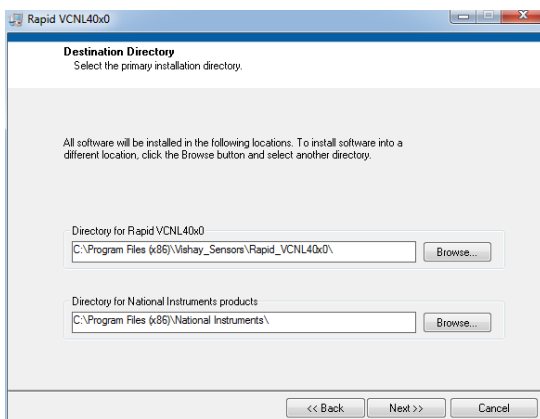 Rapid VCNL40x0
Destination Directory
Select the primary installation directory.
All software will be installed in the following locations. To install software into a
different location, click the Browse button and select another directory.
Directory for Rapid VCNL40x0
C:\Program Files (x86)\Vishay_Sensors\Rapid_VCNL40x0\
Browse...
Directory for National Instruments products
C:\Program Files (x86)\National Instruments\
Browse...
<< Back
Next >>
Cancel